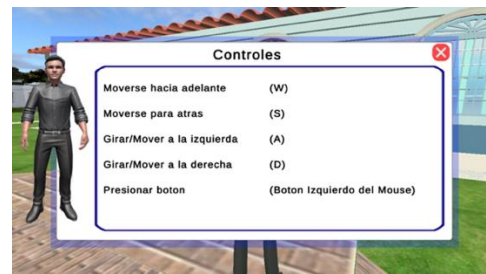 Controles
Moverse hacia adelante (W)
Moverse para atras (S)
Girar/Mover a la izquierda (A)
Girar/Mover a la derecha (D)
Presionar boton (Boton Izquierdo del Mouse)